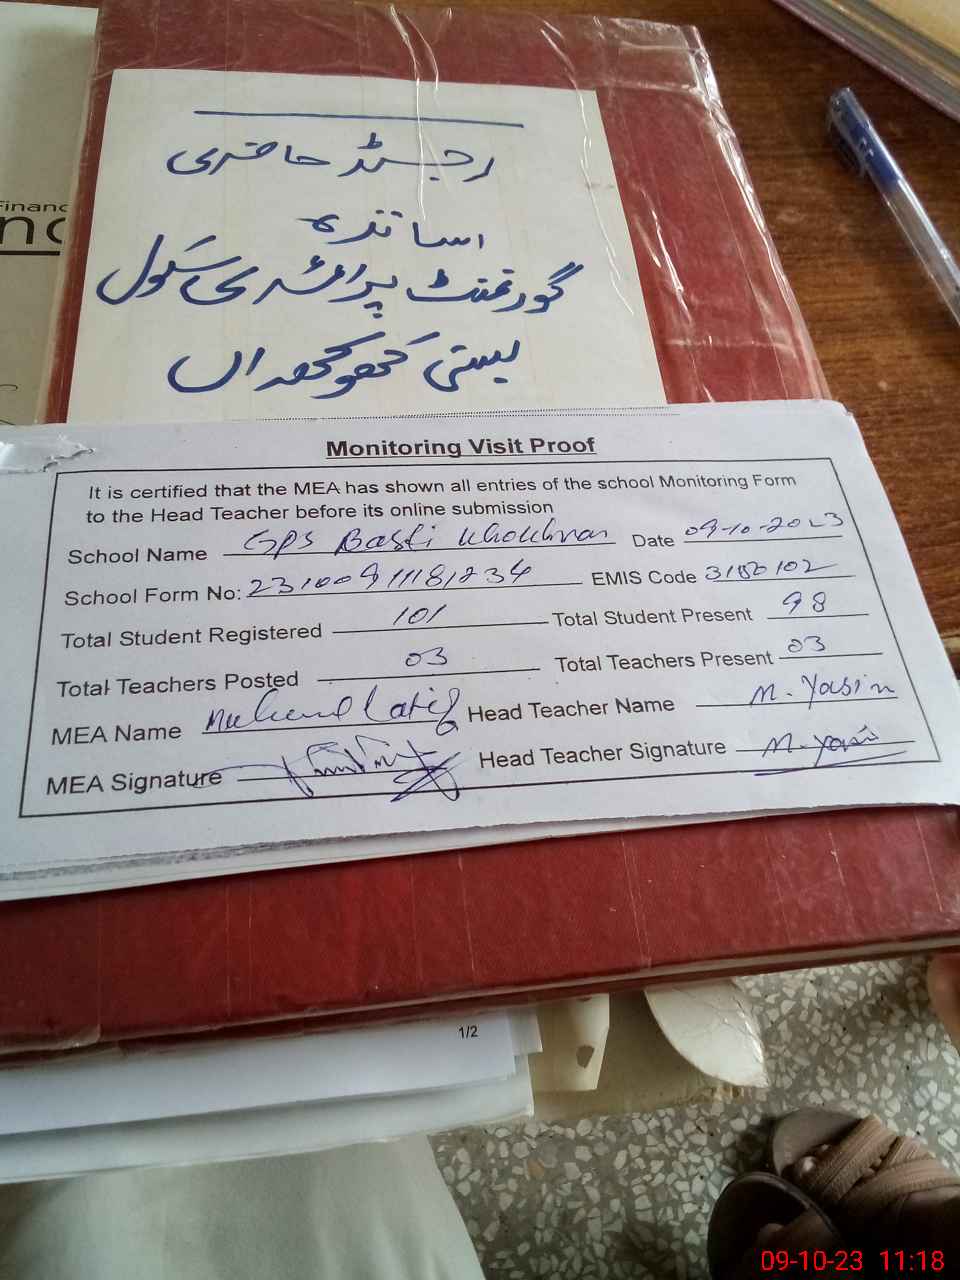 Financ
رجسٹر حاضری
اساتذہ
گورنمنٹ پرائمری سکول
بستی کھوکھراں
Monitoring Visit Proof
It is certified that the MEA has shown all entries of the school Monitoring Form
to the Head Teacher before its online submission
School Name GPS Basti Khokhran Date 09-10-2023
School Form No: 23100911181234 EMIS Code
Total Student Registered 101 Total Student Present 98
Total Teachers Posted 03 Total Teachers Present 03
MEA Name Latif Head Teacher Name M. Yasin
MEA Signature Head Teacher Signature M. Yasin
1/2
09-10-23 11:18